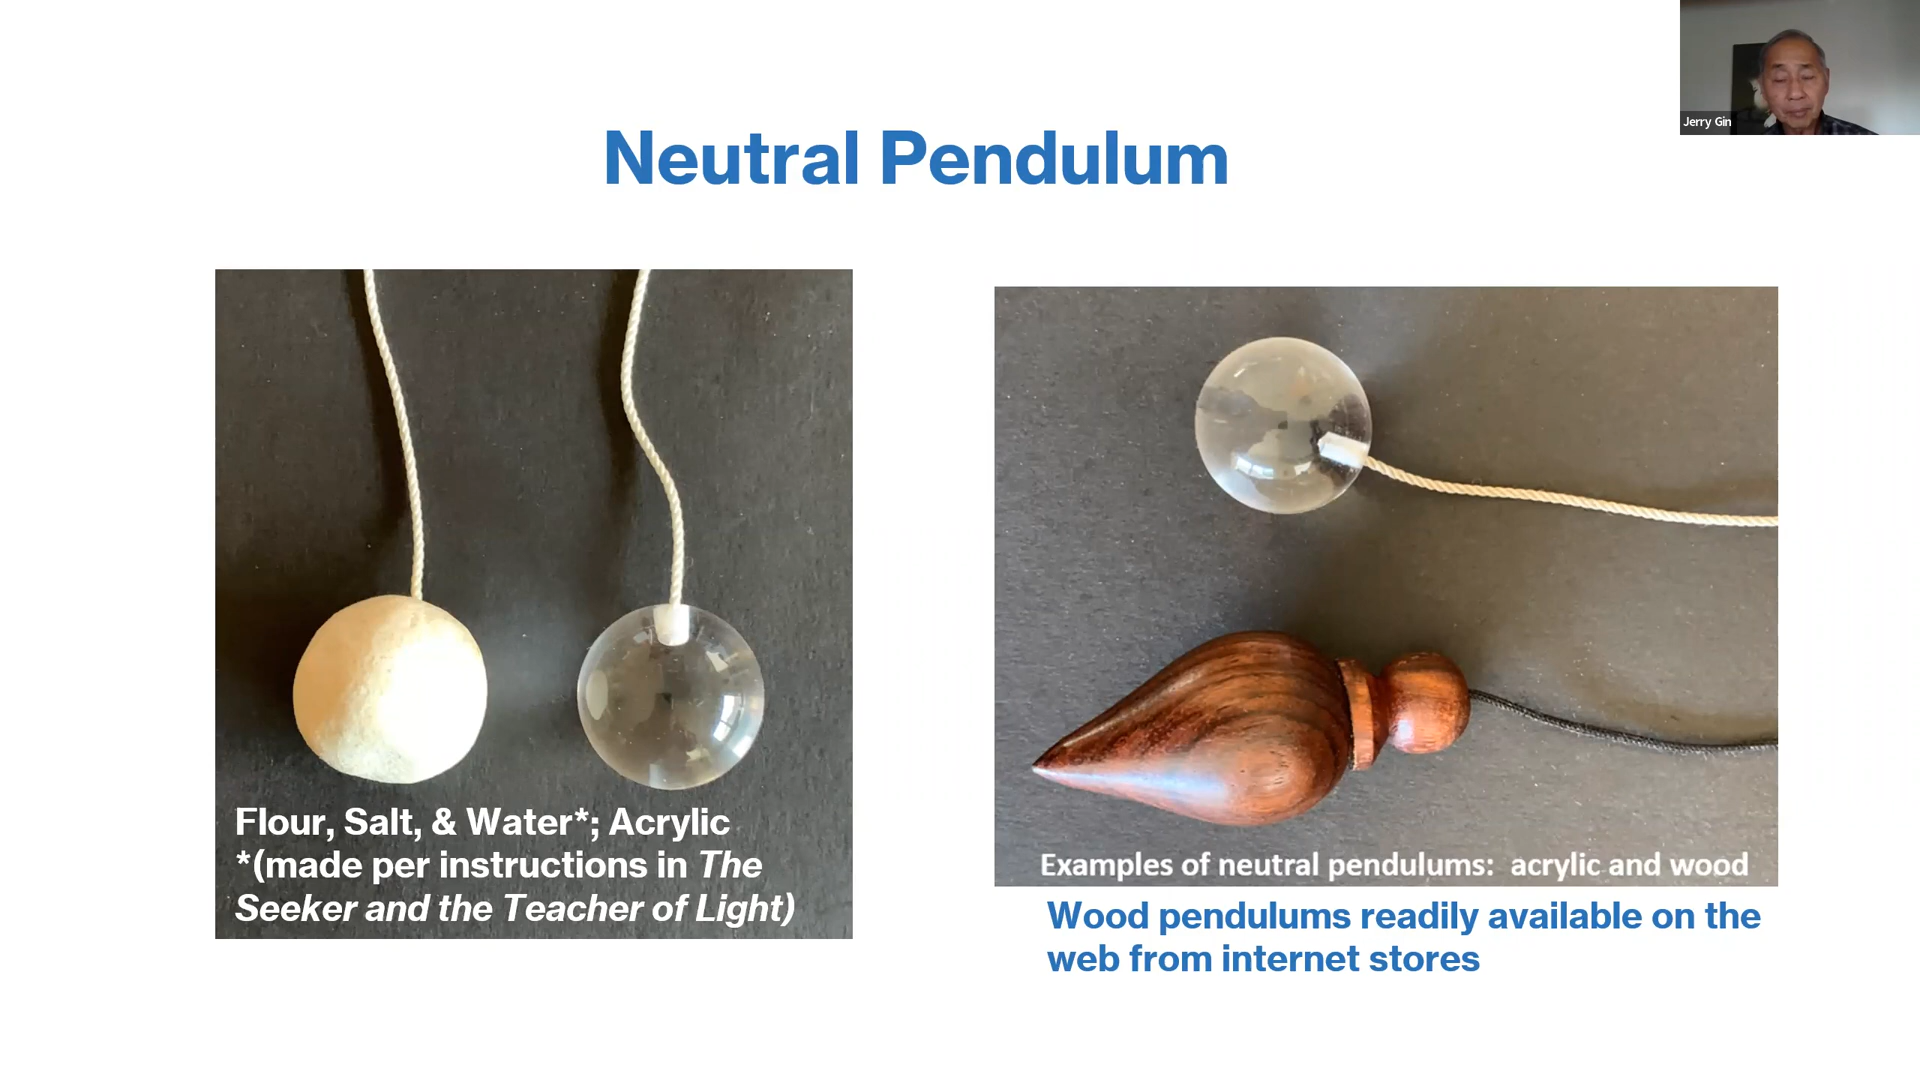 Jerry Gin
Neutral Pendulum
Flour, Salt, & Water*; Acrylic
*(made per instructions in The
Seeker and the Teacher of Light)
Examples of neutral pendulums: acrylic and wood
Wood pendulums readily available on the
web from internet stores